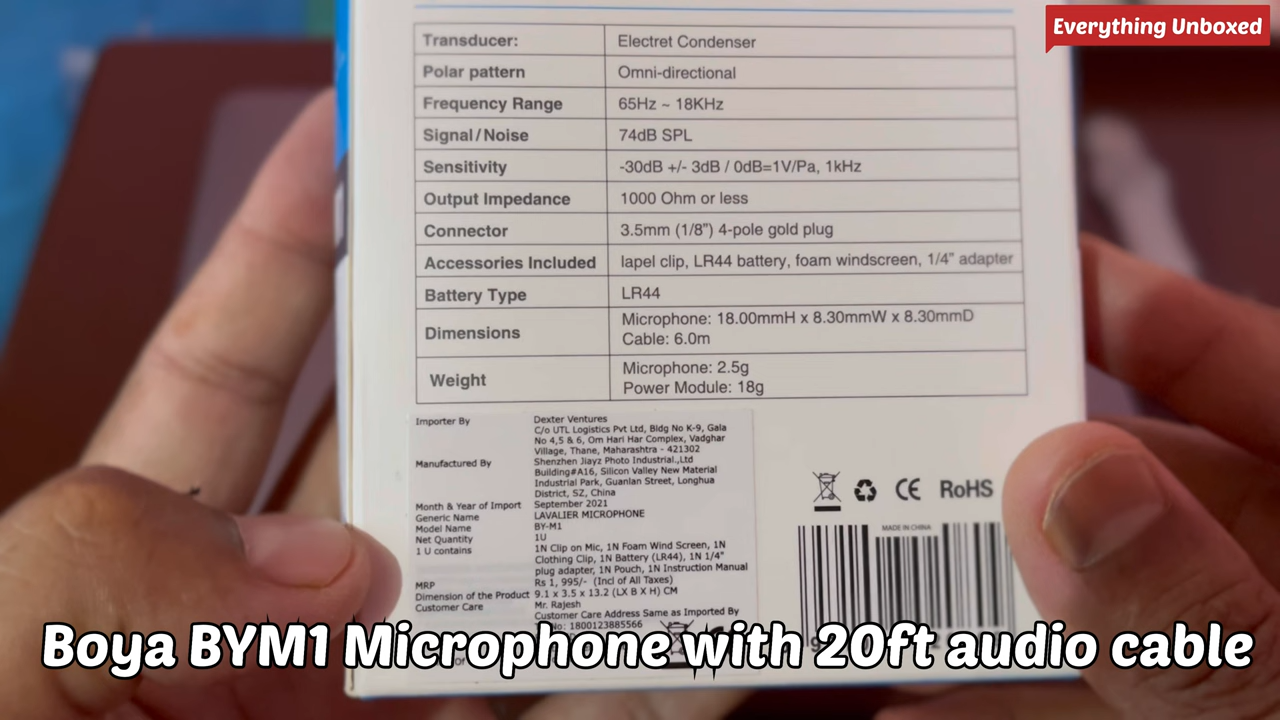 Everything Unboxed
Transducer: Electret Condenser
Polar pattern Omni-directional
Frequency Range 65Hz ~ 18KHz
Signal/Noise 74dB SPL
Sensitivity -30dB +/- 3dB / 0dB=1V/Pa, 1kHz
Output Impedance 1000 Ohm or less
Connector 3.5mm (1/8") 4-pole gold plug
Accessories Included lapel clip, LR44 battery, foam windscreen, 1/4" adapter
Battery Type LR44
Dimensions Microphone: 18.00mmH x 8.30mmW x 8.30mmD
Cable: 6.0m
Weight Microphone: 2.5g
Power Module: 18g
Importer By Dexter Ventures
C/o UTL Logistics Pvt Ltd, Bldg No K-9, Gala
No 4,5 & 6, Om Hari Har Complex, Vadghar
Village, Thane, Maharashtra - 421302
Manufactured By Shenzhen Jiayz Photo Industrial.,Ltd
Building#A16, Silicon Valley New Material
Industrial Park, Guanlan Street, Longhua
District, SZ, China
Month & Year of Import September 2021
Generic Name LAVALIER MICROPHONE
Model Name BY-M1
Net Quantity 1U
1 U contains 1N Clip on Mic, 1N Foam Wind Screen, 1N
Clothing Clip, 1N Battery (LR44), 1N 1/4"
plug adapter, 1N Pouch, 1N Instruction Manual
MRP Rs 1, 995/- (Incl of All Taxes)
Dimension of the Product 9.1 x 3.5 x 13.2 (LX B X H) CM
Customer Care Mr. Rajesh
Customer Care Address Same as Imported By
No: 1800123885566
CE RoHS
MADE IN CHINA
Boya BYM1 Microphone with 20ft audio cable